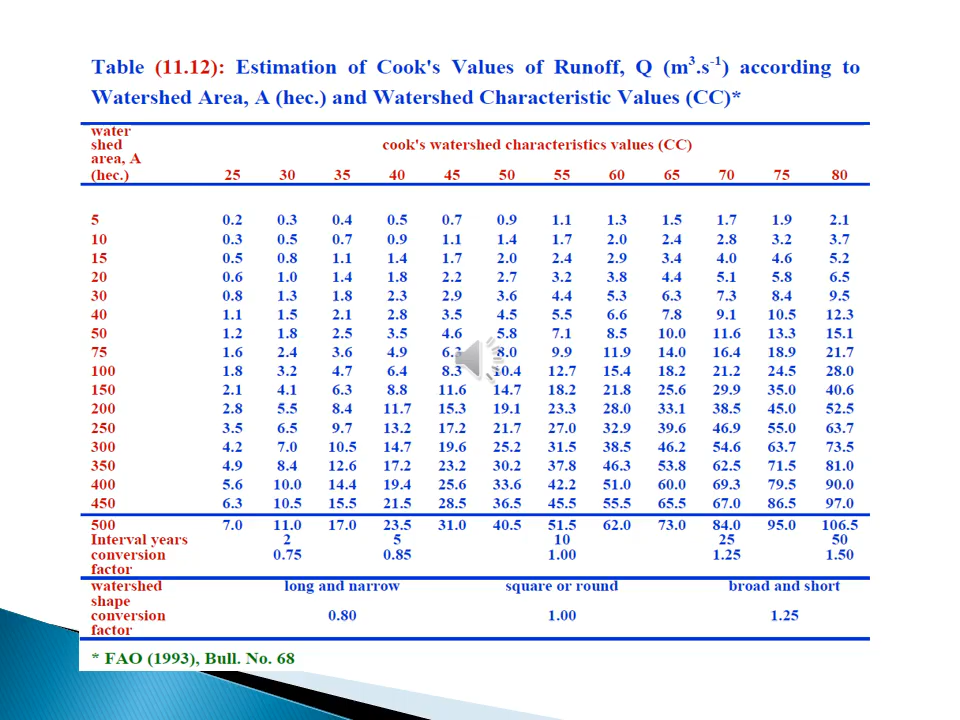 Table (11.12): Estimation of Cook's Values of Runoff, Q (m³.s⁻¹) according to
Watershed Area, A (hec.) and Watershed Characteristic Values (CC)*
water
shed
area, A
(hec.)
cook's watershed characteristics values (CC)
25 30 35 40 45 50 55 60 65 70 75 80
5 0.2 0.3 0.4 0.5 0.7 0.9 1.1 1.3 1.5 1.7 1.9 2.1
10 0.3 0.5 0.7 0.9 1.1 1.4 1.7 2.0 2.4 2.8 3.2 3.7
15 0.5 0.8 1.1 1.4 1.7 2.0 2.4 2.9 3.4 4.0 4.6 5.2
20 0.6 1.0 1.4 1.8 2.2 2.7 3.2 3.8 4.4 5.1 5.8 6.5
30 0.8 1.3 1.8 2.3 2.9 3.6 4.4 5.3 6.3 7.3 8.4 9.5
40 1.1 1.5 2.1 2.8 3.5 4.5 5.5 6.6 7.8 9.1 10.5 12.3
50 1.2 1.8 2.5 3.5 4.6 5.8 7.1 8.5 10.0 11.6 13.3 15.1
75 1.6 2.4 3.6 4.9 8.0 9.9 11.9 14.0 16.4 18.9 21.7
100 1.8 3.2 4.7 6.4 8.3 10.4 12.7 15.4 18.2 21.2 24.5 28.0
150 2.1 4.1 6.3 8.8 11.6 14.7 18.2 21.8 25.6 29.9 35.0 40.6
200 2.8 5.5 8.4 11.7 15.3 19.1 23.3 28.0 33.1 38.5 45.0 52.5
250 3.5 6.5 9.7 13.2 17.2 21.7 27.0 32.9 39.6 46.9 55.0 63.7
300 4.2 7.0 10.5 14.7 19.6 25.2 31.5 38.5 46.2 54.6 63.7 73.5
350 4.9 8.4 12.6 17.2 23.2 30.2 37.8 46.3 53.8 62.5 71.5 81.0
400 5.6 10.0 14.4 19.4 25.6 33.6 42.2 51.0 60.0 69.3 79.5 90.0
450 6.3 10.5 15.5 21.5 28.5 36.5 45.5 55.5 65.5 67.0 86.5 97.0
500 7.0 11.0 17.0 23.5 31.0 40.5 51.5 62.0 73.0 84.0 95.0 106.5
Interval years 2 5 10 25 50
conversion 0.75 0.85 1.00 1.25 1.50
factor
watershed long and narrow square or round broad and short
shape
conversion 0.80 1.00 1.25
factor
* FAO (1993), Bull. No. 68